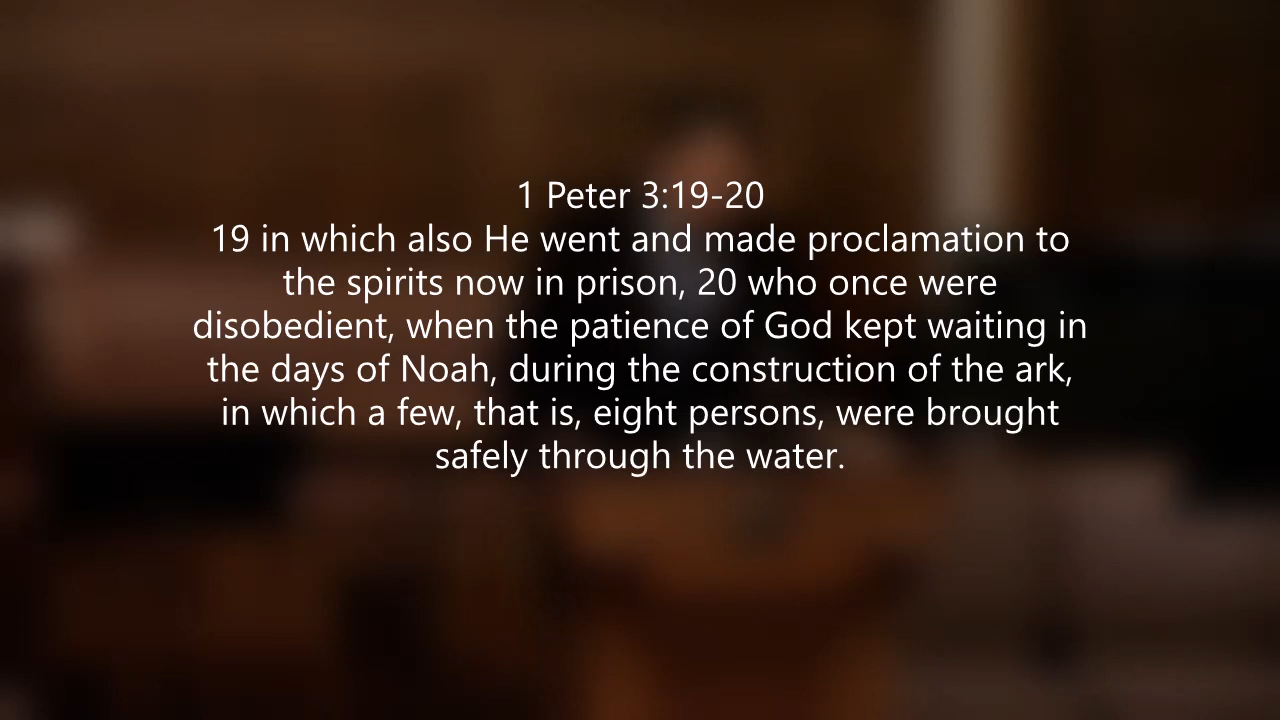 1 Peter 3:19-20
19 in which also He went and made proclamation to
the spirits now in prison, 20 who once were
disobedient, when the patience of God kept waiting in
the days of Noah, during the construction of the ark,
in which a few, that is, eight persons, were brought
safely through the water.